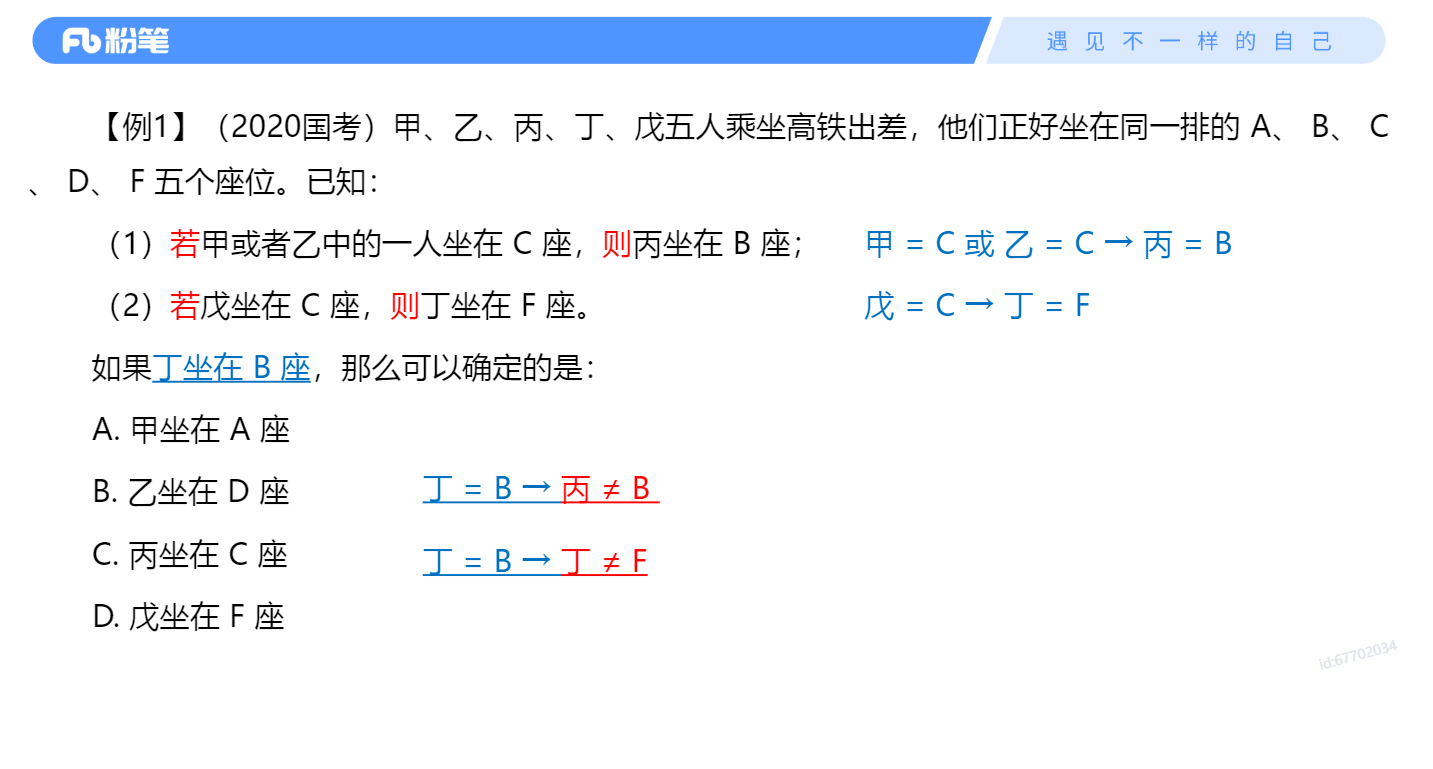 粉笔
遇见不一样的自己
【例1】（2020国考）甲、乙、丙、丁、戊五人乘坐高铁出差，他们正好坐在同一排的 A、 B、 C
、 D、 F 五个座位。已知：
（1）若甲或者乙中的一人坐在 C 座，则丙坐在 B 座； 甲 = C 或 乙 = C → 丙 = B
（2）若戊坐在 C 座，则丁坐在 F 座。 戊 = C → 丁 = F
如果丁坐在 B 座，那么可以确定的是：
A. 甲坐在 A 座
B. 乙坐在 D 座
丁 = B → 丙 ≠ B
C. 丙坐在 C 座
丁 = B → 丁 ≠ F
D. 戊坐在 F 座
id:67702034